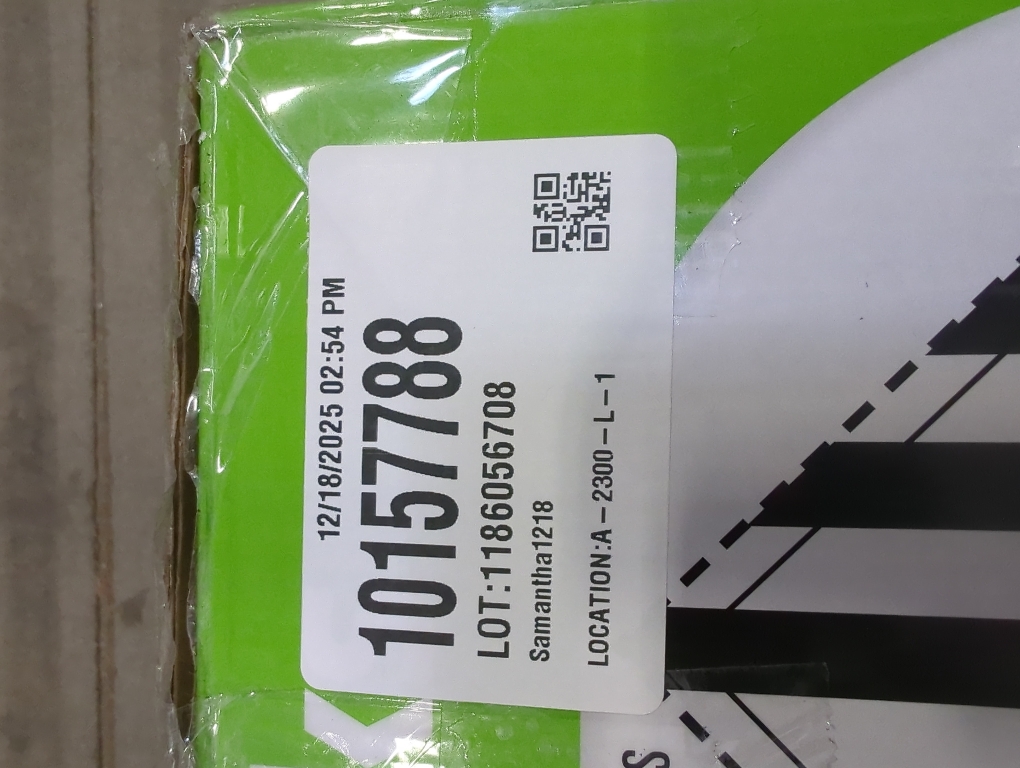 12/18/2025 02:54 PM
10157788
LOT:1186056708
Samantha1218
LOCATION:A-2300-L-1
K
S